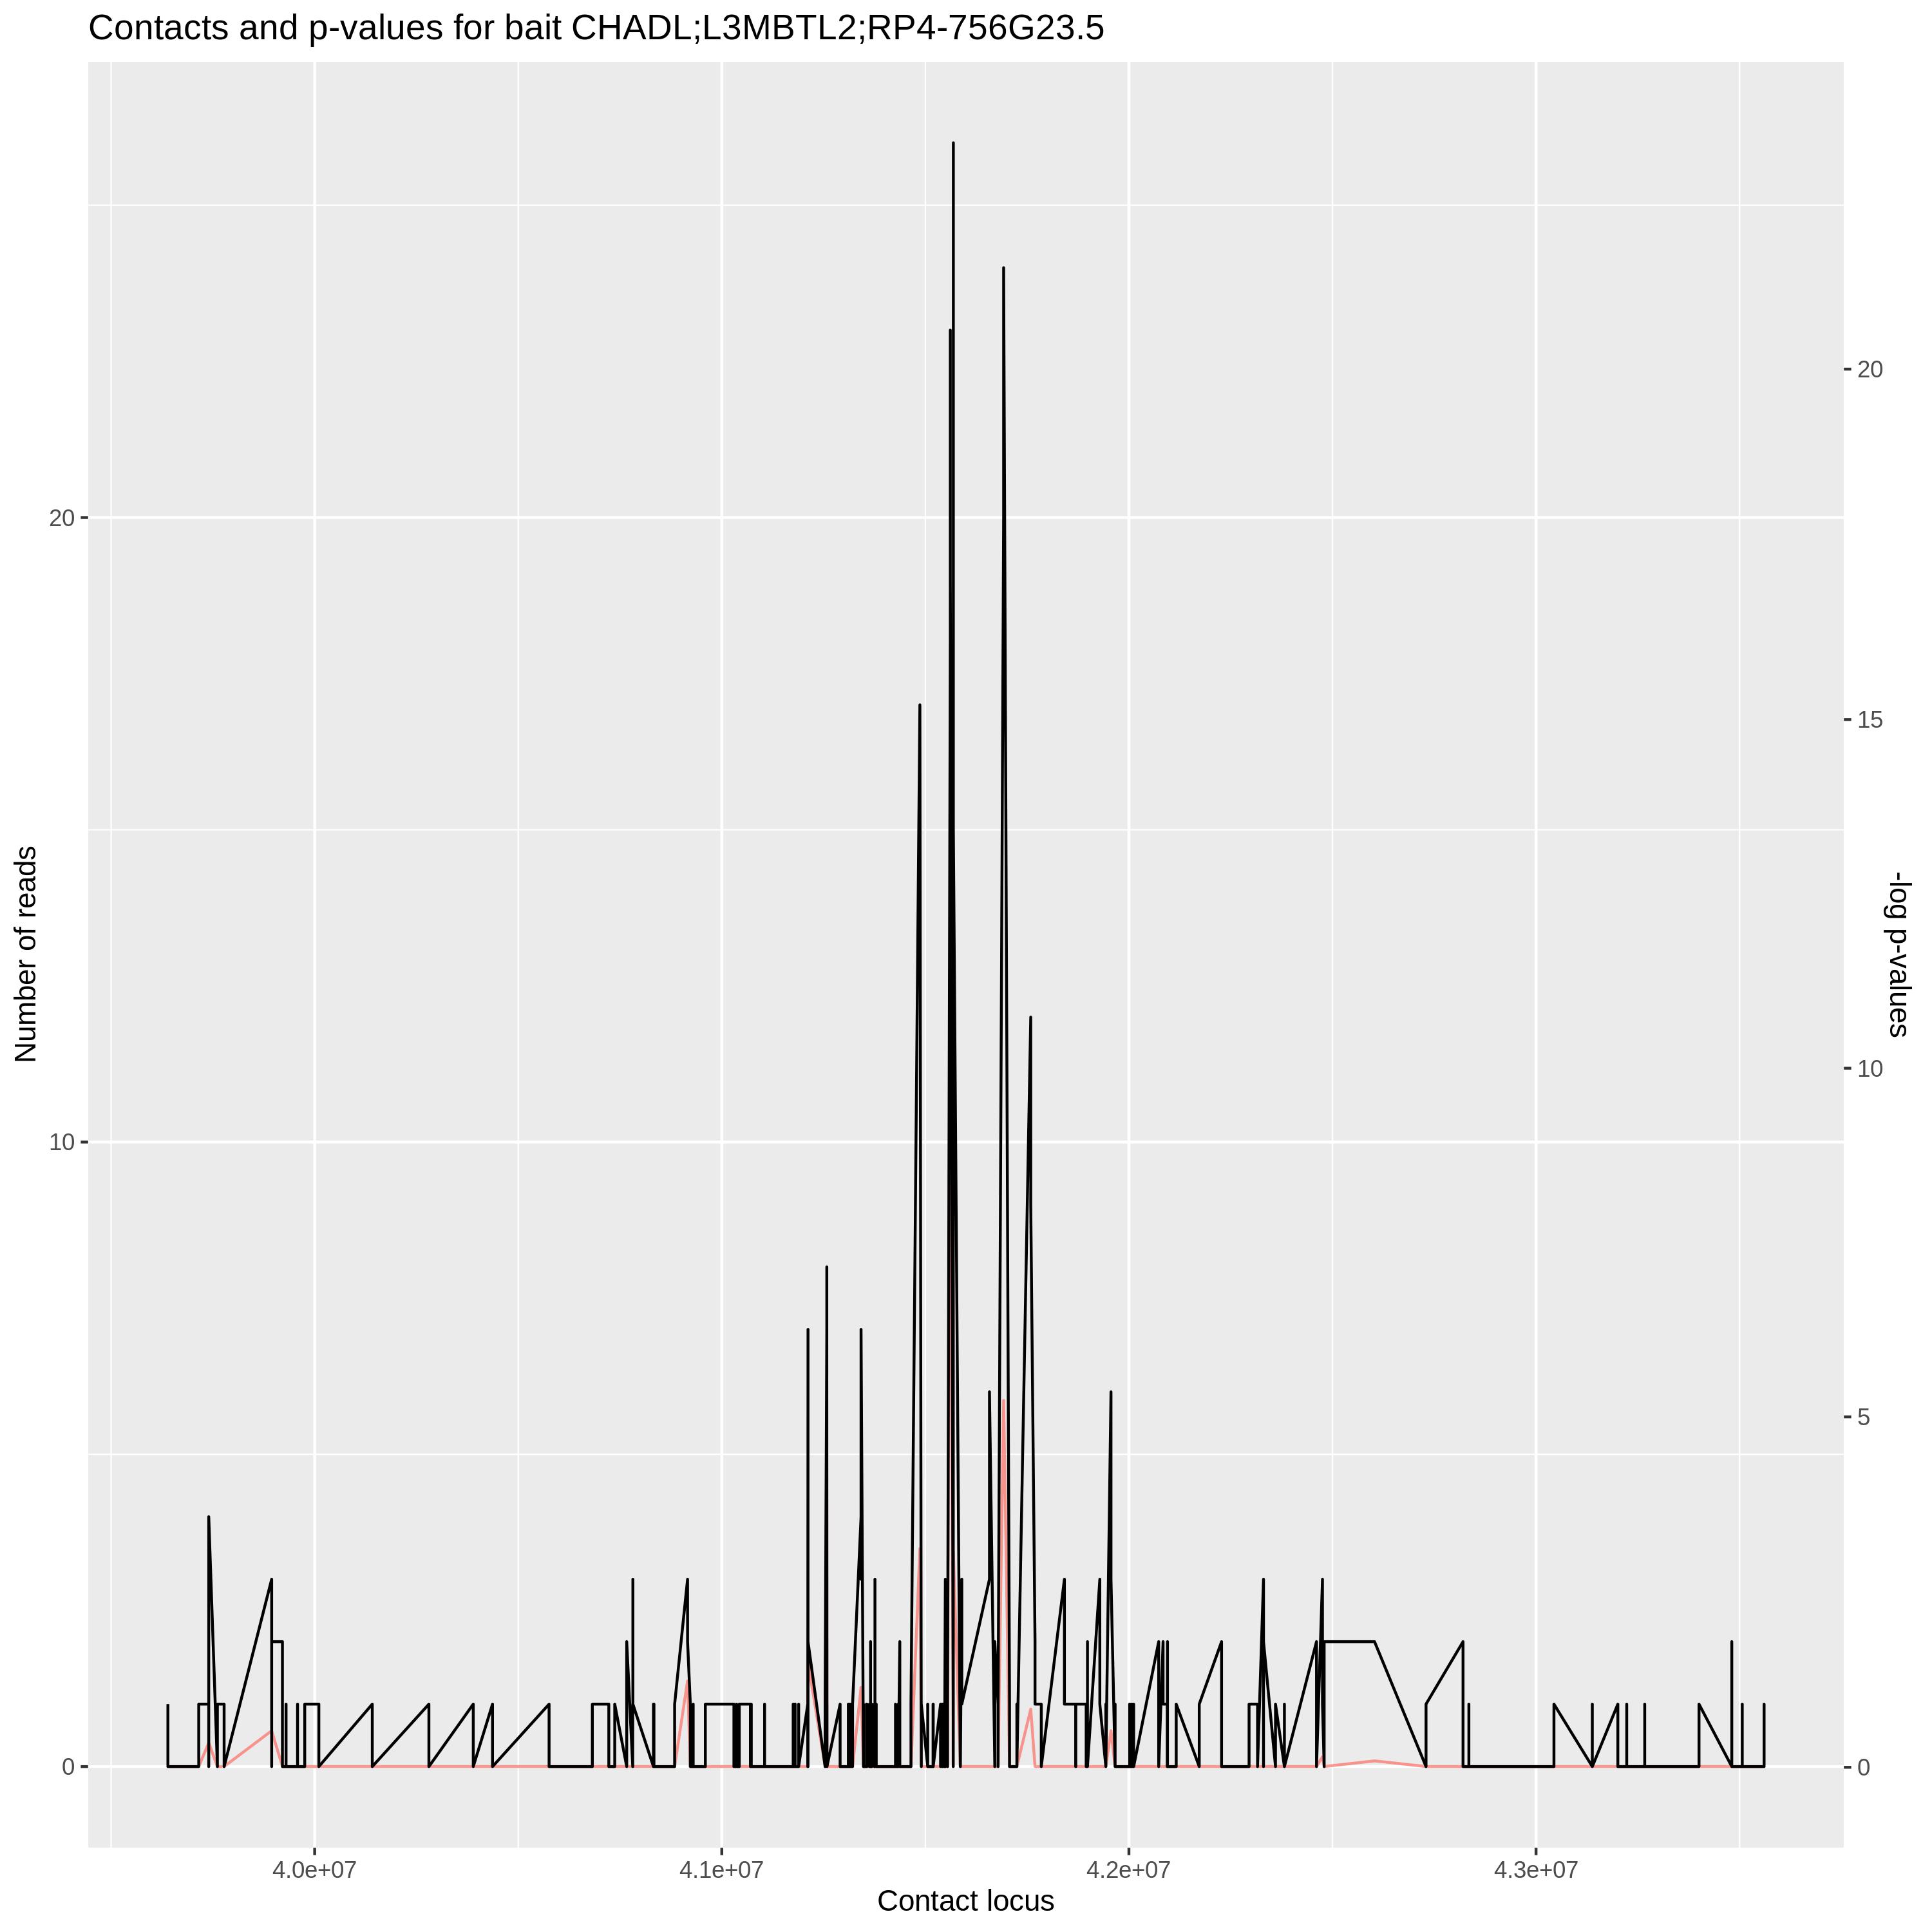 Contacts and p-values for bait CHADL;L3MBTL2;RP4-756G23.5
Number of reads
20
10
0
-log p-values
20
15
10
5
0
4.0e+07
4.1e+07
4.2e+07
4.3e+07
Contact locus